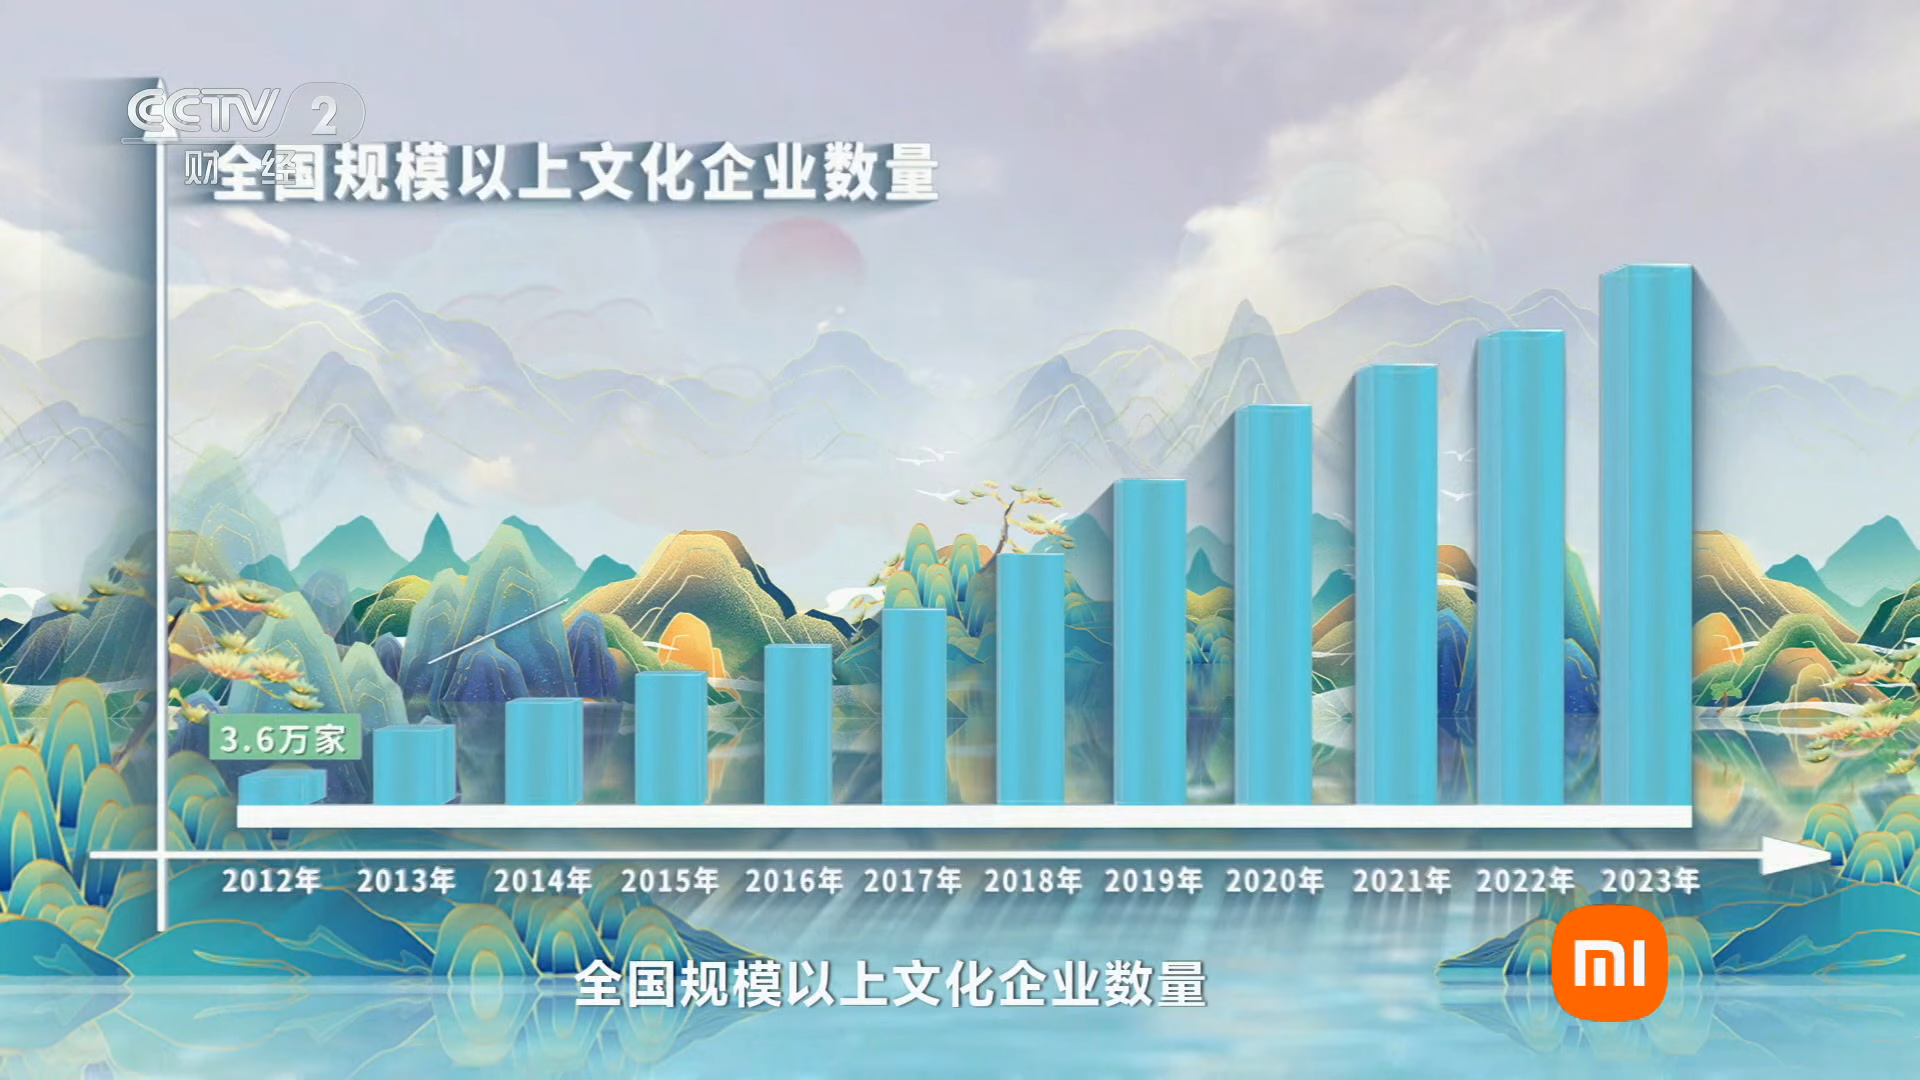 CCTV 2
财经
全国规模以上文化企业数量
3.6万家
2012年 2013年 2014年 2015年 2016年 2017年 2018年 2019年 2020年 2021年 2022年 2023年
全国规模以上文化企业数量
mi